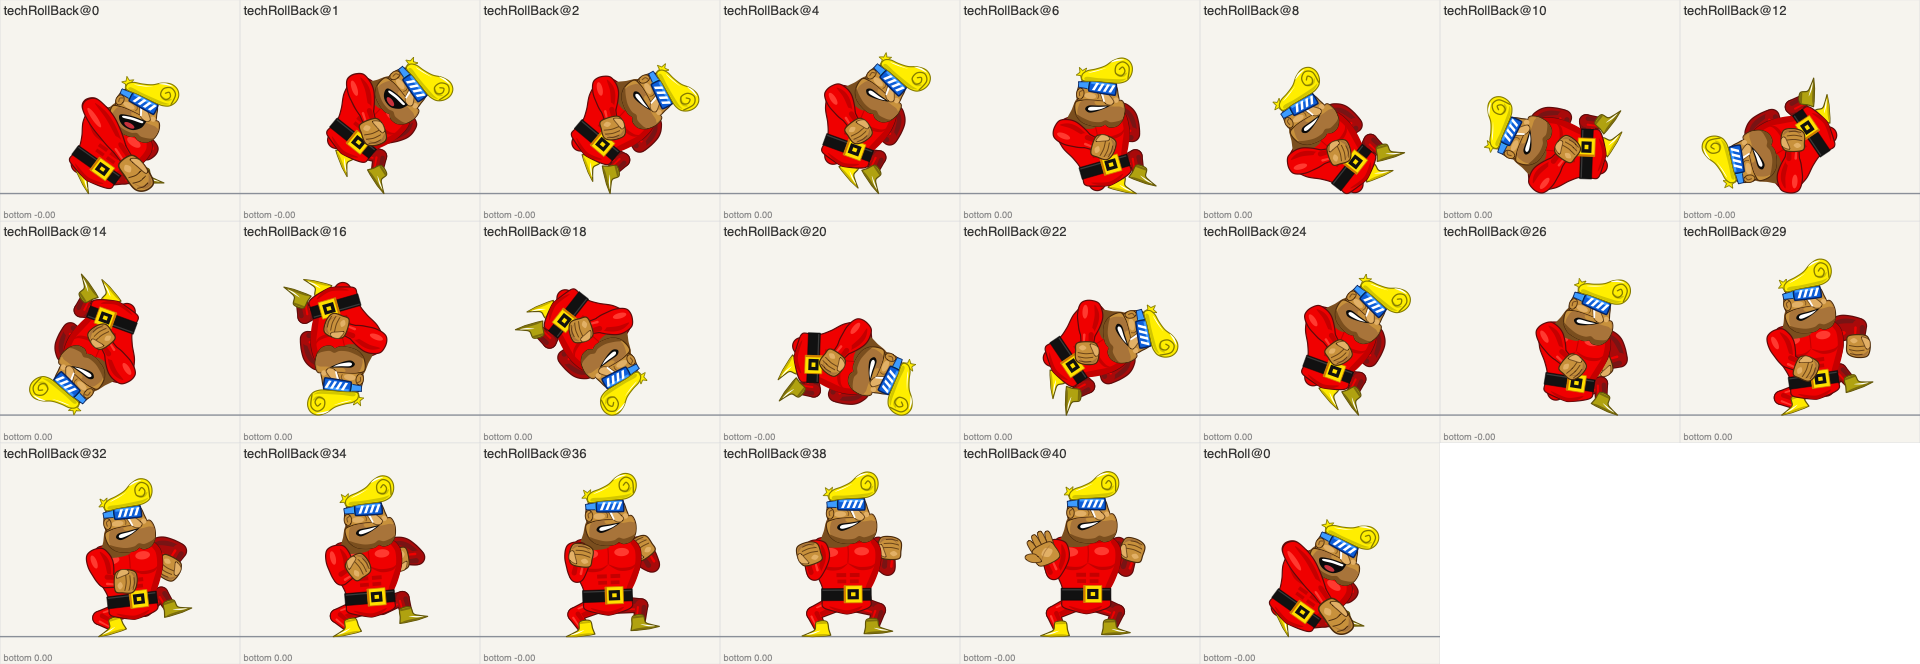 techRollBack@0
techRollBack@1
techRollBack@2
techRollBack@4
techRollBack@6
techRollBack@8
techRollBack@10
techRollBack@12
bottom -0.00
bottom -0.00
bottom -0.00
bottom 0.00
bottom 0.00
bottom 0.00
bottom 0.00
bottom -0.00
techRollBack@14
techRollBack@16
techRollBack@18
techRollBack@20
techRollBack@22
techRollBack@24
techRollBack@26
techRollBack@29
bottom 0.00
bottom 0.00
bottom 0.00
bottom -0.00
bottom 0.00
bottom 0.00
bottom -0.00
bottom 0.00
techRollBack@32
techRollBack@34
techRollBack@36
techRollBack@38
techRollBack@40
techRoll@0
bottom 0.00
bottom 0.00
bottom -0.00
bottom 0.00
bottom -0.00
bottom -0.00